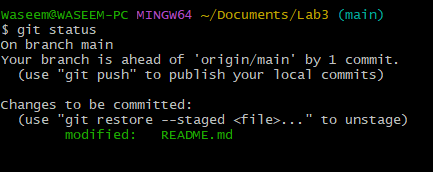 Waseem@WASEEM-PC MINGW64 ~/Documents/Lab3 (main)
$ git status
On branch main
Your branch is ahead of 'origin/main' by 1 commit.
  (use "git push" to publish your local commits)

Changes to be committed:
  (use "git restore --staged <file>..." to unstage)
        modified:   README.md